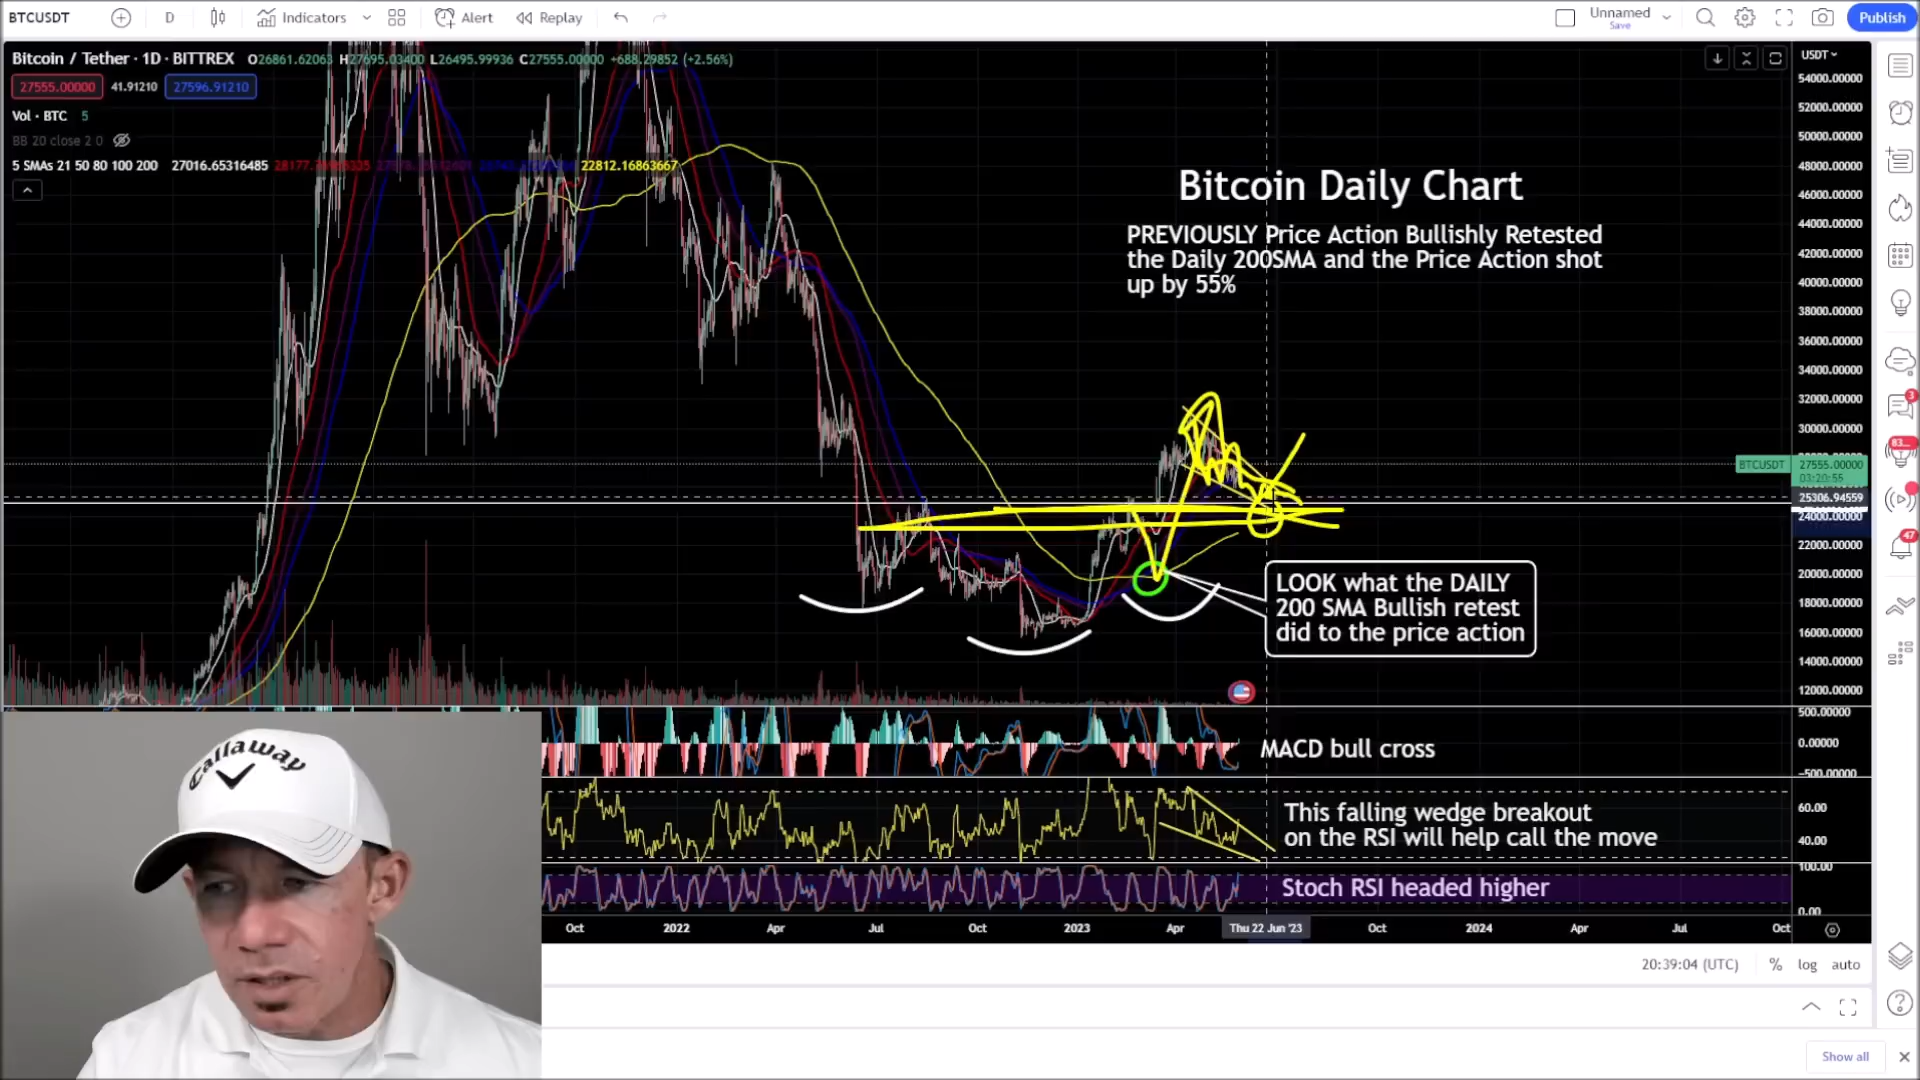 BTCUSDT
D
Indicators
Alert
Replay
Unnamed
Save
Publish
Bitcoin / Tether · 1D · BITTREX O26861.62063 H27695.03400 L26495.99936 C27555.00000 +688.29852 (+2.56%)
27555.00000 41.91210 27596.91210
Vol · BTC 5
BB 20 close 2 0
5 SMAs 21 50 80 100 200 27016.65316485 22812.16863667
USDT
54000.00000
52000.00000
50000.00000
48000.00000
46000.00000
44000.00000
42000.00000
40000.00000
38000.00000
36000.00000
34000.00000
32000.00000
30000.00000
BTCUSDT 27555.00000
03:20:55
25306.94559
24000.00000
22000.00000
20000.00000
18000.00000
16000.00000
14000.00000
12000.00000
Bitcoin Daily Chart
PREVIOUSLY Price Action Bullishly Retested
the Daily 200SMA and the Price Action shot
up by 55%
LOOK what the DAILY
200 SMA Bullish retest
did to the price action
500.00000
0.00000
-500.00000
MACD bull cross
60.00
40.00
This falling wedge breakout
on the RSI will help call the move
100.00
0.00
Stoch RSI headed higher
Oct 2022 Apr Jul Oct 2023 Apr Thu 22 Jun '23 Oct 2024 Apr Jul Oct
20:39:04 (UTC) % log auto
Show all
Callaway
3
83...
47